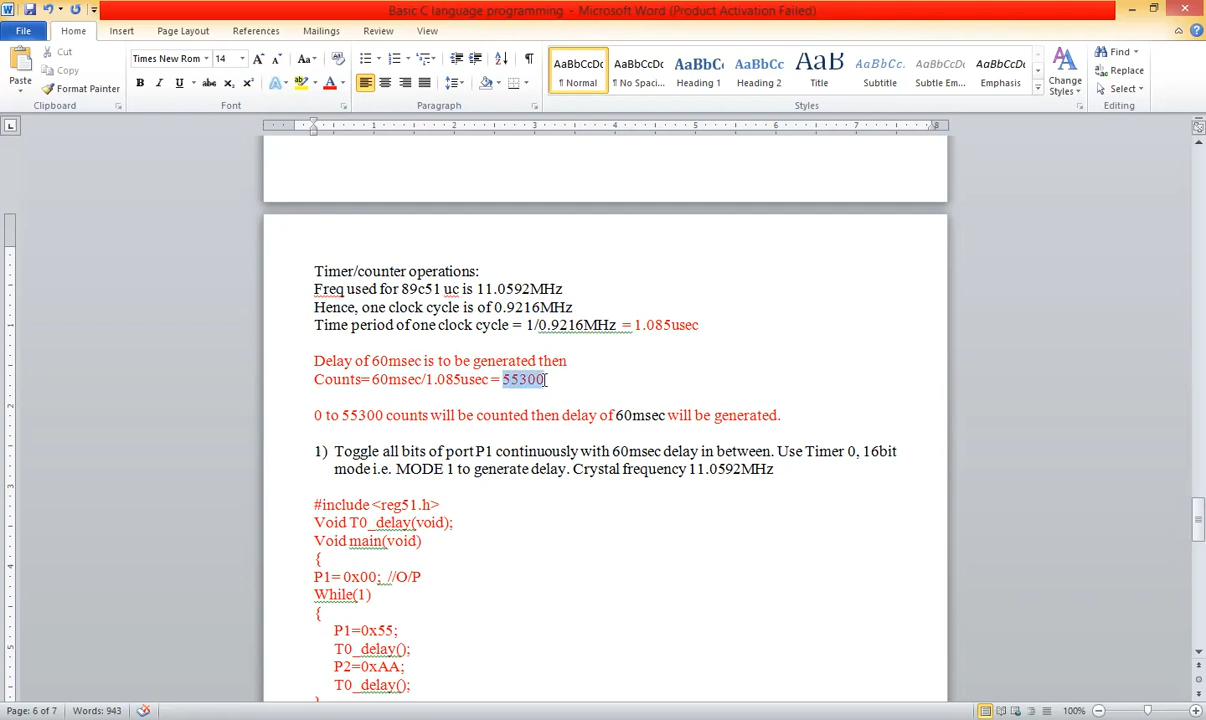 Basic C language programming - Microsoft Word (Product Activation Failed)
File Home Insert Page Layout References Mailings Review View
Paste
Cut
Copy
Format Painter
Clipboard
Times New Rom 14
Font
Paragraph
AaBbCcDc AaBbCcDc AaBbC AaBbCc AaB AaBbCc. AaBbCcDc AaBbCcDc
¶ Normal ¶ No Spaci... Heading 1 Heading 2 Title Subtitle Subtle Em... Emphasis
Change Styles
Styles
Find
Replace
Select
Editing
1 2 3 4 5 6 7 8
Timer/counter operations:
Freq used for 89c51 uc is 11.0592MHz
Hence, one clock cycle is of 0.9216MHz
Time period of one clock cycle = 1/0.9216MHz = 1.085usec
Delay of 60msec is to be generated then
Counts= 60msec/1.085usec = 55300
0 to 55300 counts will be counted then delay of 60msec will be generated.
1) Toggle all bits of port P1 continuously with 60msec delay in between. Use Timer 0, 16bit
mode i.e. MODE 1 to generate delay. Crystal frequency 11.0592MHz
#include <reg51.h>
Void T0_delay(void);
Void main(void)
{
P1= 0x00; //O/P
While(1)
{
P1=0x55;
T0_delay();
P2=0xAA;
T0_delay();
Page: 6 of 7 Words: 943 100%